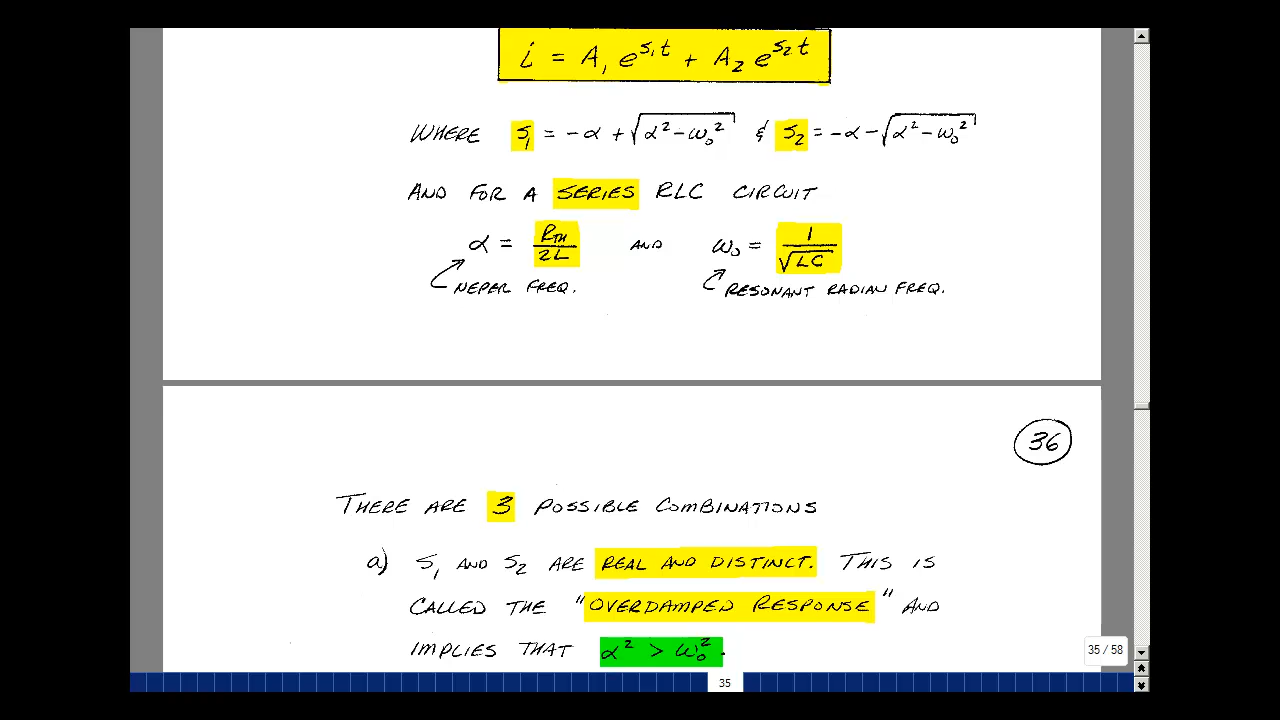 i = A₁ e^{s₁t} + A₂ e^{s₂t}
WHERE S₁ = -α + √(α² - ω₀²) & S₂ = -α - √(α² - ω₀²)
AND FOR A SERIES RLC CIRCUIT
α = R_TH / 2L AND ω₀ = 1 / √LC
NEPER FREQ. RESONANT RADIAN FREQ.
36
THERE ARE 3 POSSIBLE COMBINATIONS
a) S₁ AND S₂ ARE REAL AND DISTINCT. THIS IS
CALLED THE "OVERDAMPED RESPONSE" AND
IMPLIES THAT α² > ω₀².
35 / 58
35